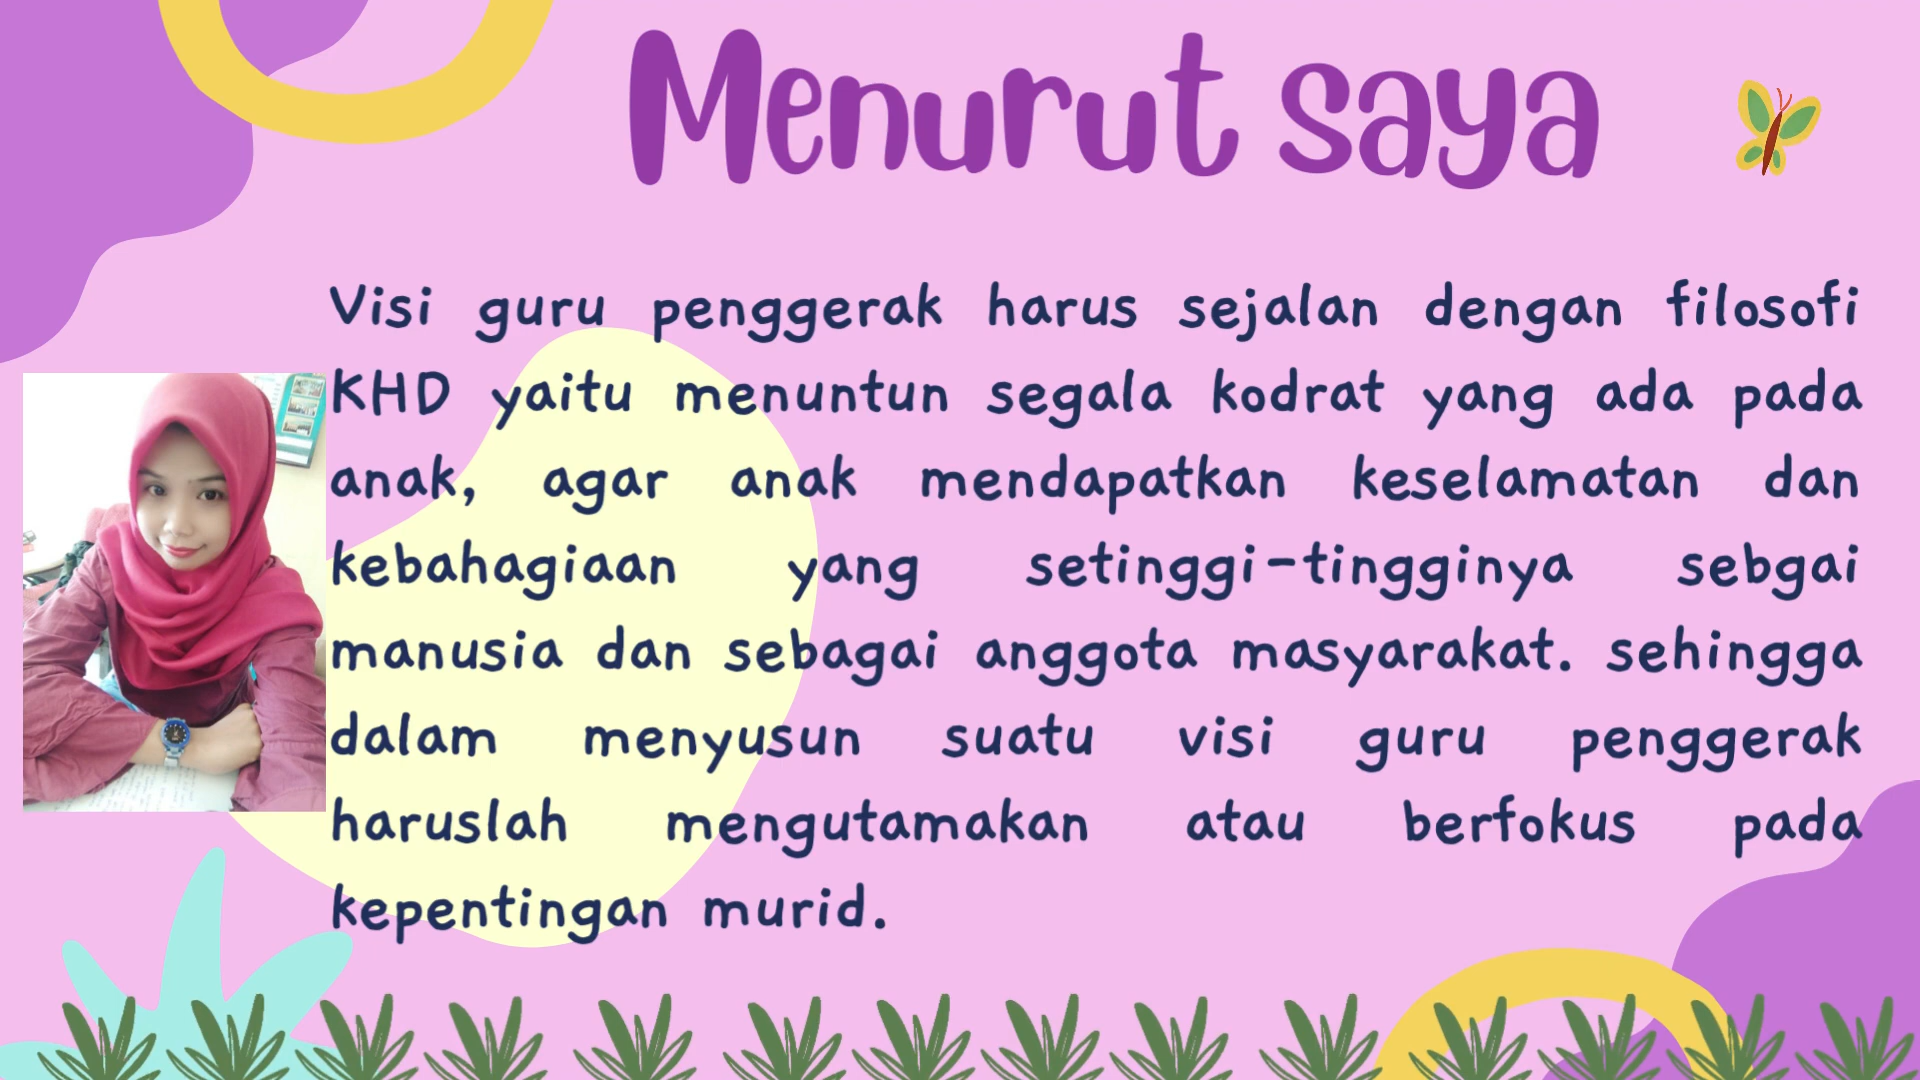 Menurut saya
Visi guru penggerak harus sejalan dengan filosofi
KHD yaitu menuntun segala kodrat yang ada pada
anak, agar anak mendapatkan keselamatan dan
kebahagiaan yang setinggi-tingginya sebgai
manusia dan sebagai anggota masyarakat. sehingga
dalam menyusun suatu visi guru penggerak
haruslah mengutamakan atau berfokus pada
kepentingan murid.